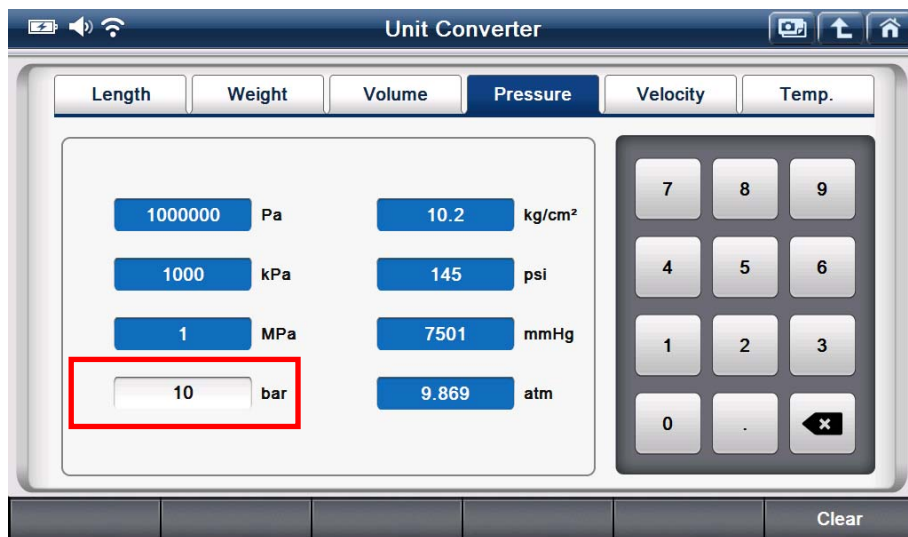 Unit Converter
Length Weight Volume Pressure Velocity Temp.
1000000 Pa 10.2 kg/cm²
1000 kPa 145 psi
1 MPa 7501 mmHg
10 bar 9.869 atm
7 8 9
4 5 6
1 2 3
0 .
Clear